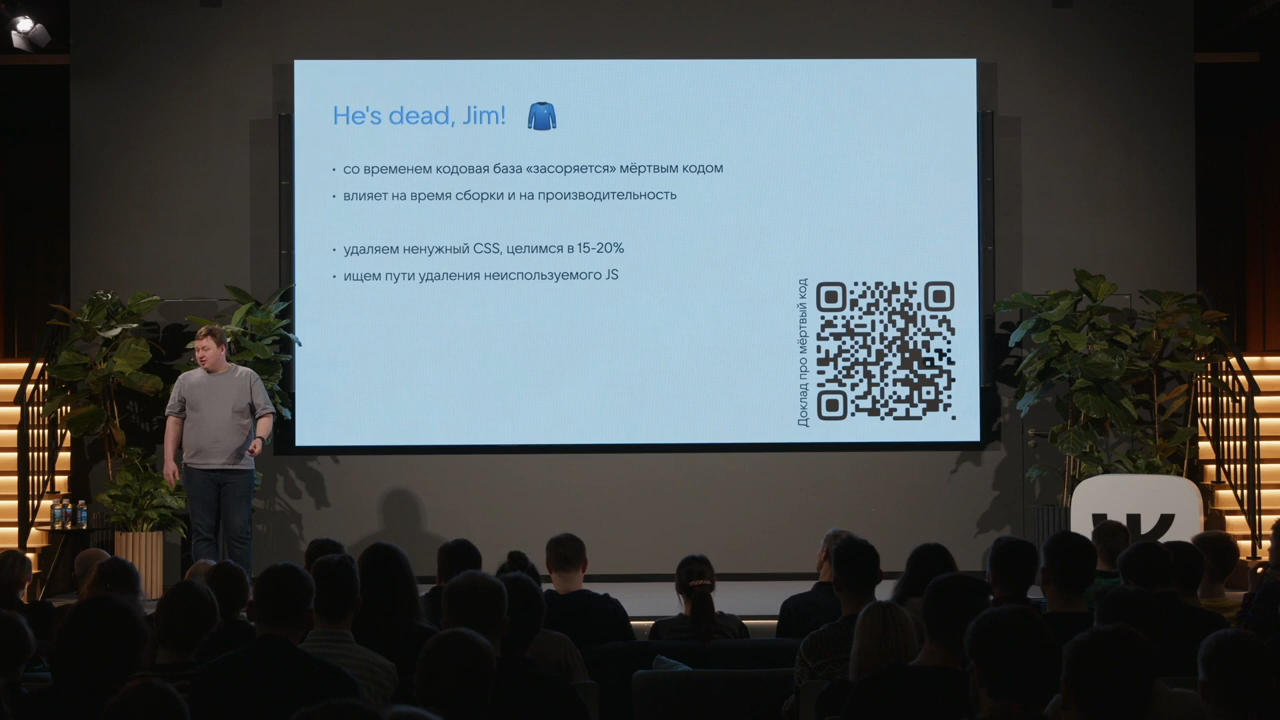 He's dead, Jim!
• со временем кодовая база «засоряется» мёртвым кодом
• влияет на время сборки и на производительность
• удаляем ненужный CSS, целимся в 15-20%
• ищем пути удаления неиспользуемого JS
Доклад про мёртвый код